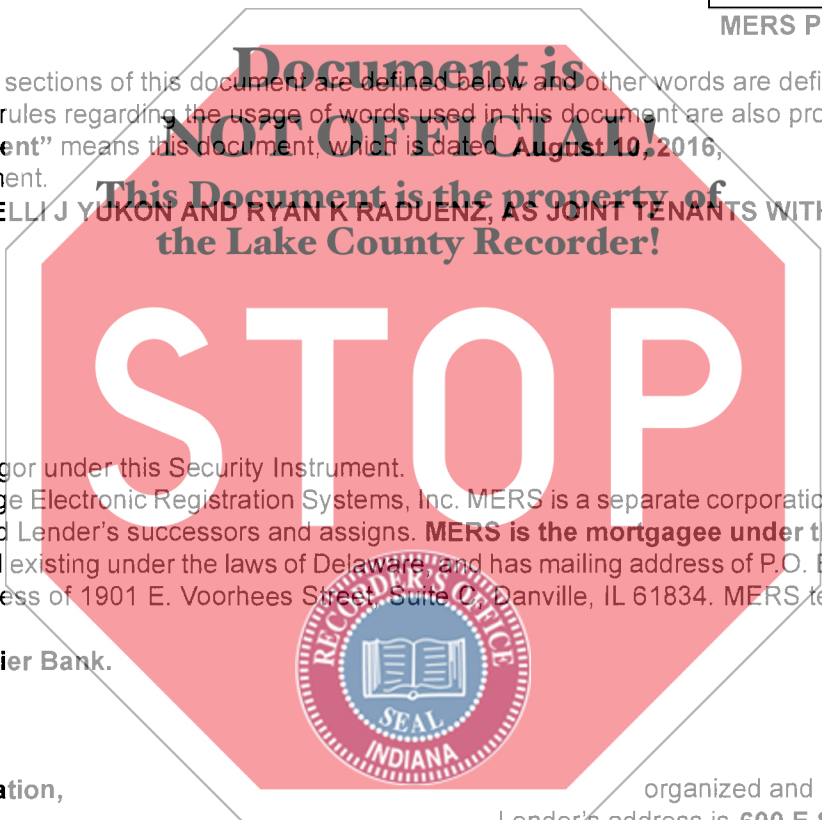 MERS P
Document is
sections of this document are defined below and other words are defi
rules regarding the usage of words used in this document are also pro
NOT OFFICIAL!
ent” means this document, which is dated August 10, 2016,
ent.
This Document is the property of
ELLI J YUKON AND RYAN K RADUENZ, AS JOINT TENANTS WITH
the Lake County Recorder!
STOP
gor under this Security Instrument.
ge Electronic Registration Systems, Inc. MERS is a separate corporatio
d Lender’s successors and assigns. MERS is the mortgagee under t
existing under the laws of Delaware, and has mailing address of P.O. B
ess of 1901 E. Voorhees Street, Suite C, Danville, IL 61834. MERS te
RECORDER'S OFFICE
ier Bank.
SEAL
INDIANA
ation,
organized and
Lender’s address is 600 E